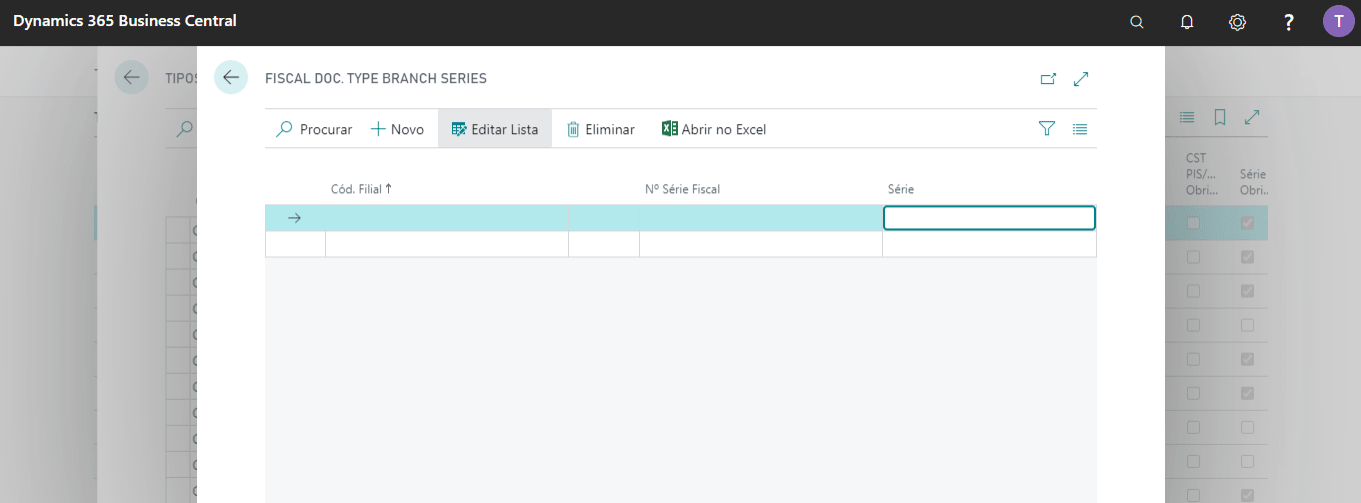 Dynamics 365 Business Central
?
T
TIPOS
FISCAL DOC. TYPE BRANCH SERIES
Procurar
Novo
Editar Lista
Eliminar
Abrir no Excel
Cód. Filial ↑
Nº Série Fiscal
Série
CST
PIS/...
Obri...
Série
Obri...